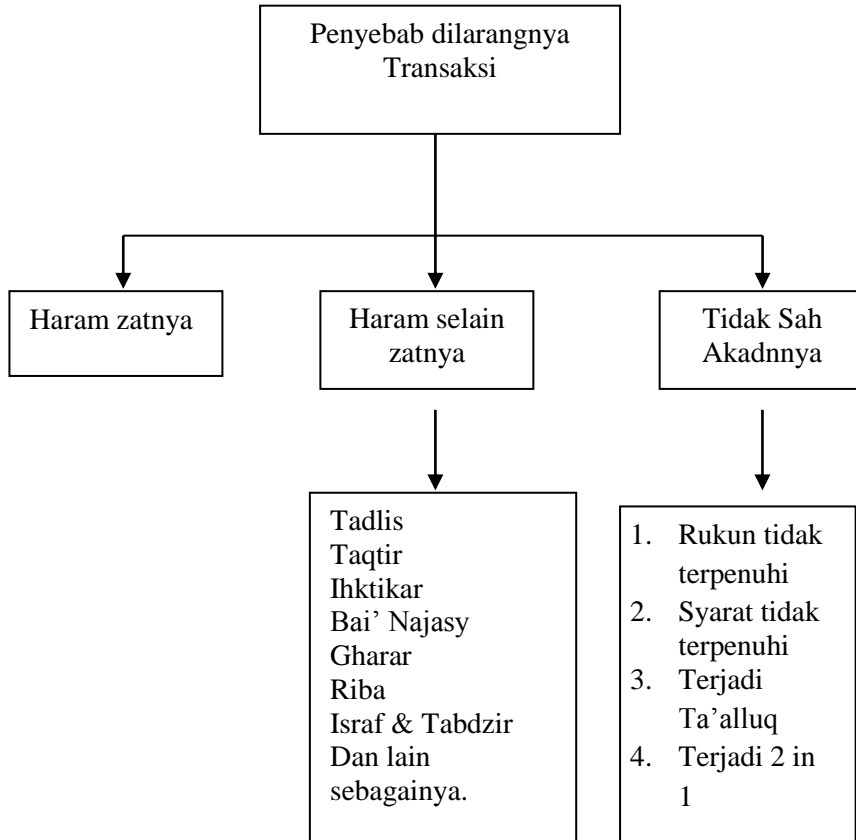 Penyebab dilarangnya
Transaksi
Haram zatnya
Haram selain
zatnya
Tidak Sah
Akadnnya
Tadlis
Taqtir
Ihktikar
Bai’ Najasy
Gharar
Riba
Israf & Tabdzir
Dan lain
sebagainya.
1. Rukun tidak
terpenuhi
2. Syarat tidak
terpenuhi
3. Terjadi
Ta’alluq
4. Terjadi 2 in
1